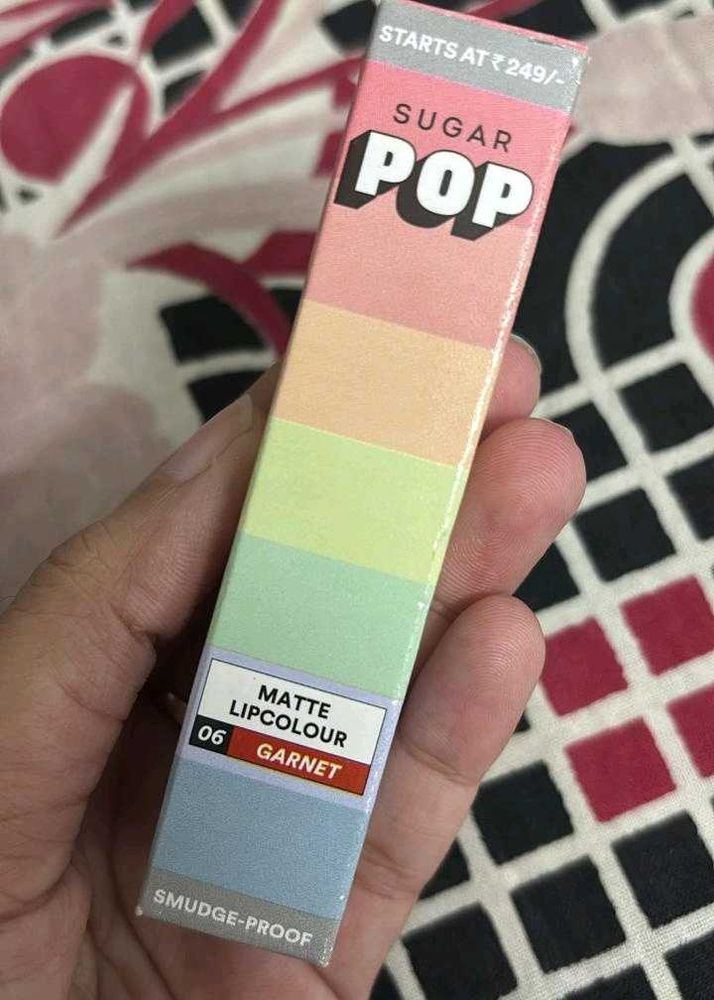 STARTS AT ₹249/-
SUGAR
POP
MATTE
LIPCOLOUR
06 GARNET
SMUDGE-PROOF